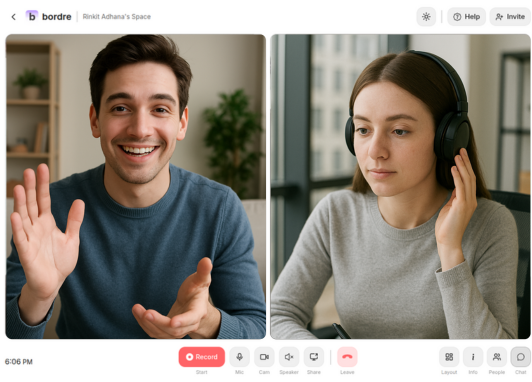 b bordre
Rinkit Adhana's Space
Help
Invite
6:06 PM
Record
Start
Mic
Cam
Speaker
Share
Leave
Layout
Info
People
Chat